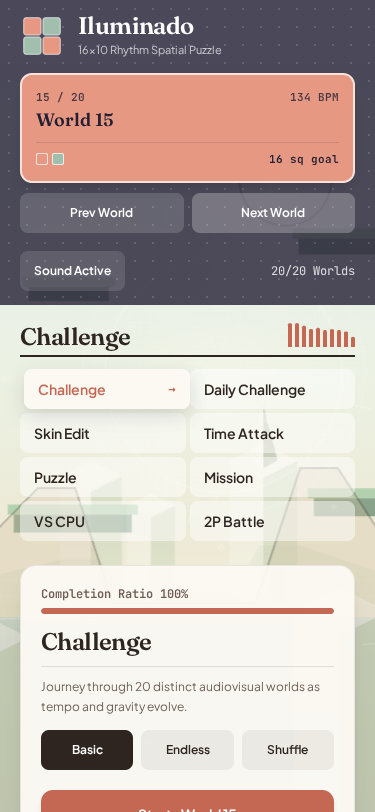 Iluminado
16×10 Rhythm Spatial Puzzle
15 / 20
134 BPM
World 15
16 sq goal
Prev World
Next World
Sound Active
20/20 Worlds
Challenge
Challenge →
Daily Challenge
Skin Edit
Time Attack
Puzzle
Mission
VS CPU
2P Battle
Completion Ratio 100%
Challenge
Journey through 20 distinct audiovisual worlds as
tempo and gravity evolve.
Basic
Endless
Shuffle